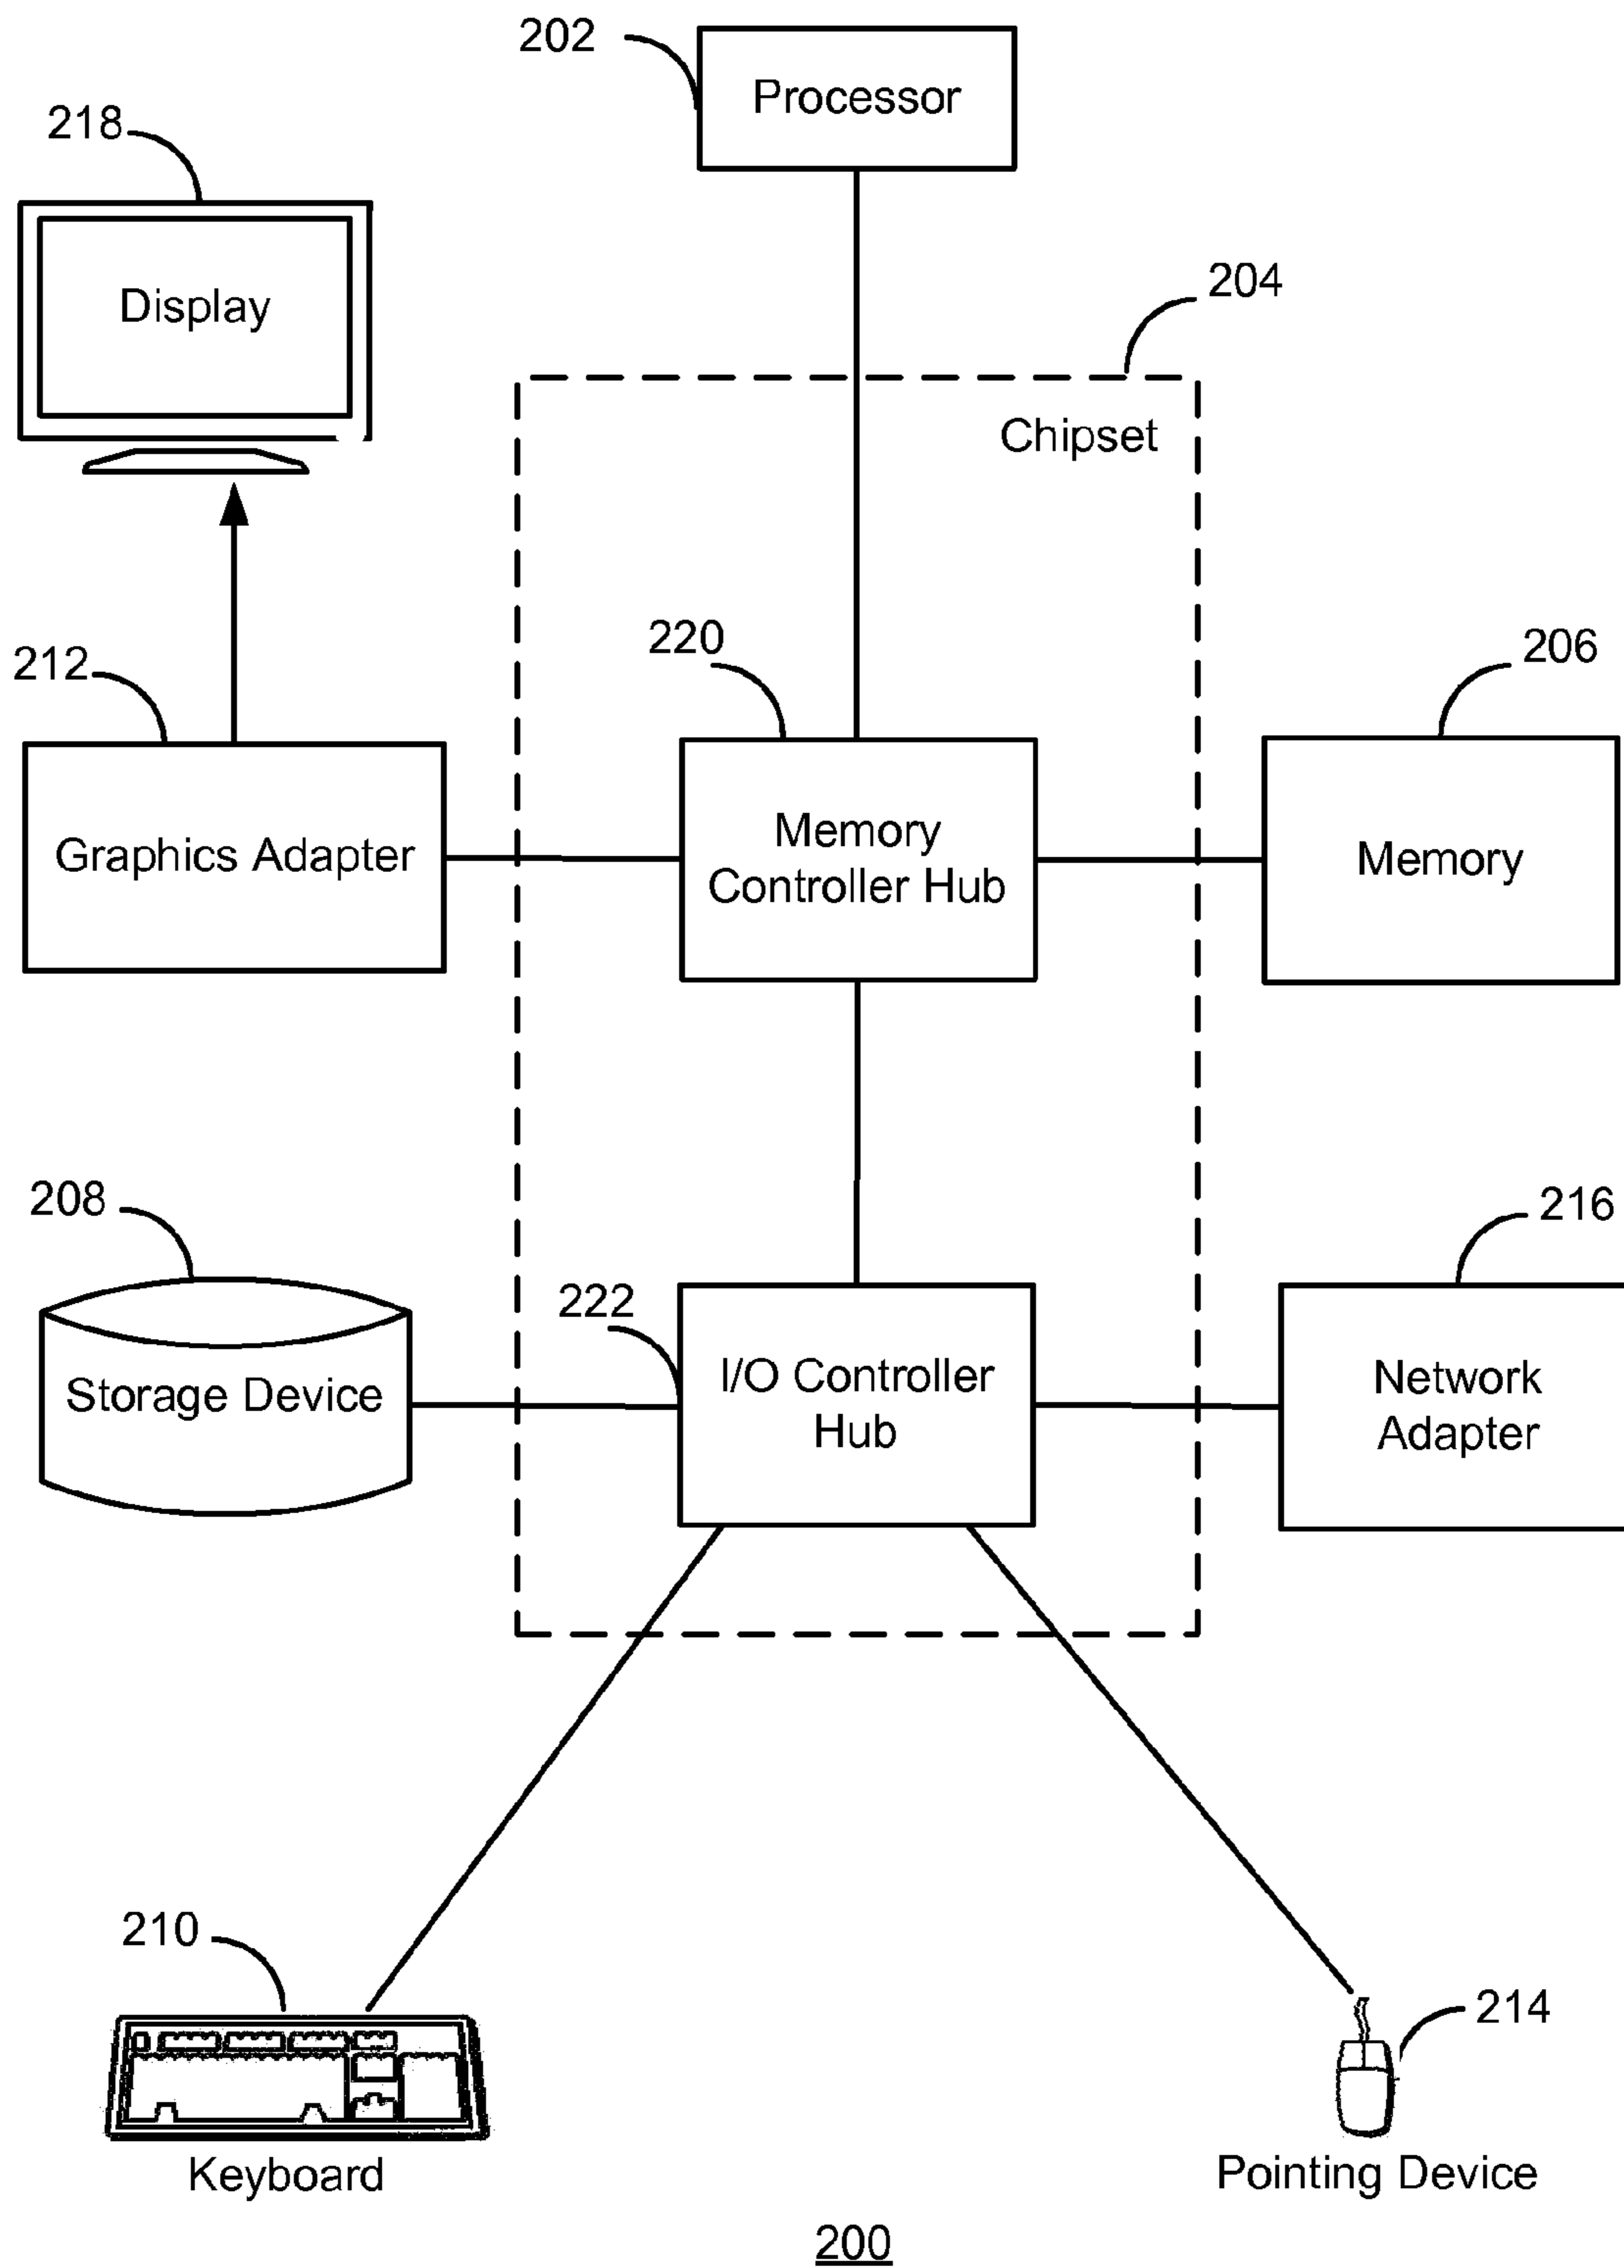 202
Processor
218
Display
204
Chipset
220
206
212
Graphics Adapter
Memory
Controller Hub
Memory
208
216
222
Storage Device
I/O Controller
Hub
Network
Adapter
210
214
Keyboard
Pointing Device
200